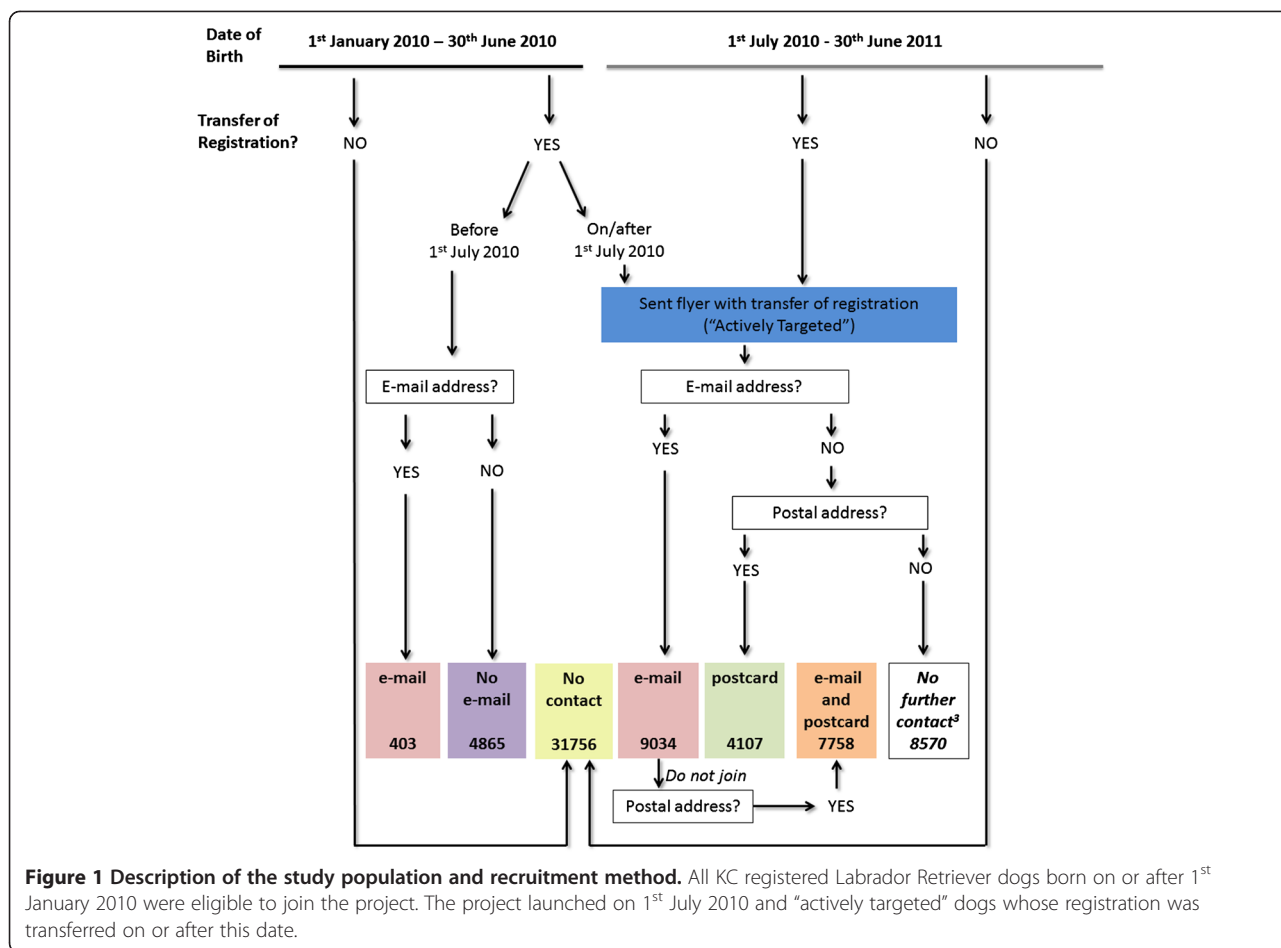 Date of
Birth
1st January 2010 – 30th June 2010
1st July 2010 - 30th June 2011
Transfer of
Registration?
NO
YES
YES
NO
Before
1st July 2010
On/after
1st July 2010
Sent flyer with transfer of registration
("Actively Targeted")
E-mail address?
E-mail address?
YES
NO
YES
NO
Postal address?
YES
NO
e-mail
403
No
e-mail
4865
No
contact
31756
e-mail
9034
postcard
4107
e-mail
and
postcard
7758
No
further
contact³
8570
Do not join
Postal address?
YES
Figure 1 Description of the study population and recruitment method. All KC registered Labrador Retriever dogs born on or after 1st
January 2010 were eligible to join the project. The project launched on 1st July 2010 and "actively targeted" dogs whose registration was
transferred on or after this date.